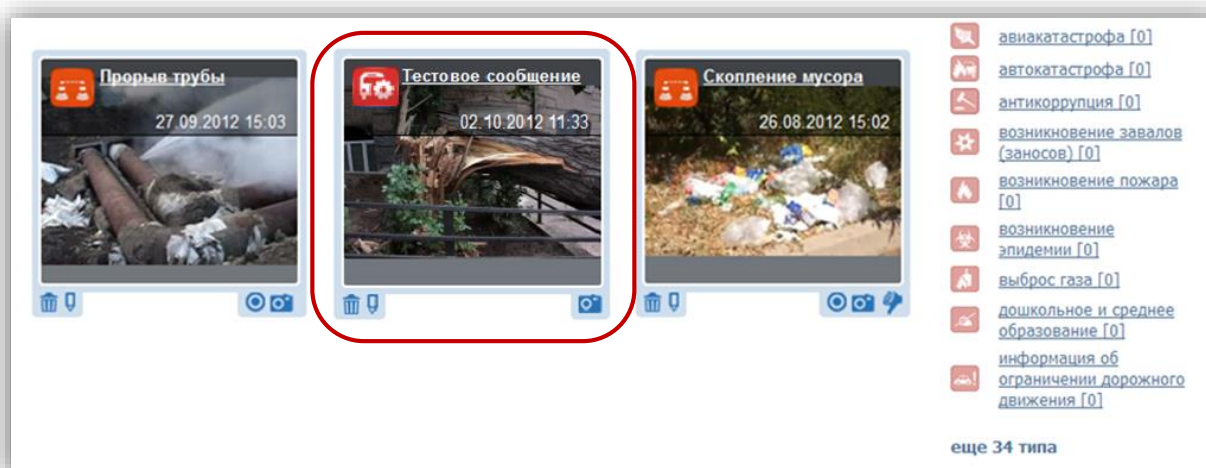 Прорыв трубы
27.09.2012 15:03
Тестовое сообщение
02.10.2012 11:33
Скопление мусора
26.08.2012 15:02
авиакатастрофа [0]
автокатастрофа [0]
антикоррупция [0]
возникновение завалов
(заносов) [0]
возникновение пожара
[0]
возникновение
эпидемии [0]
выброс газа [0]
дошкольное и среднее
образование [0]
информация об
ограничении дорожного
движения [0]
еще 34 типа